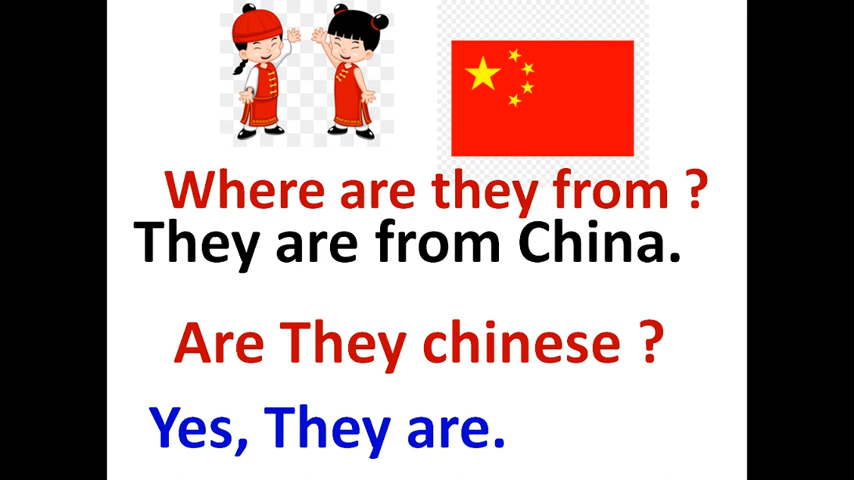 Where are they from ?
They are from China.
Are They chinese ?
Yes, They are.